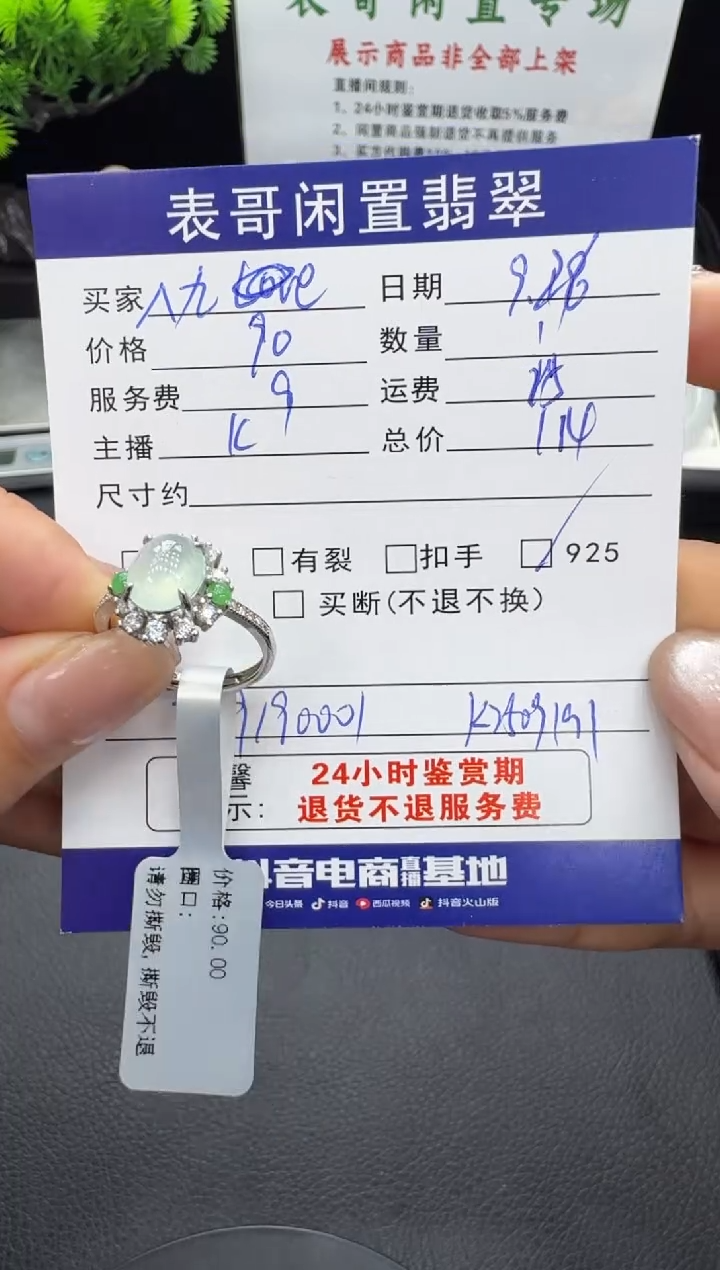 表哥闲置专场
展示商品非全部上架
直播间规则:
1、24小时鉴赏期退货收取5%服务费
2、闲置商品强制退货不再提供服务
表哥闲置翡翠
买家 八九 日期 9.
价格 90 数量 1
服务费 9 运费 15
主播 K 总价 114
尺寸约
有裂 扣手 925
买断(不退不换)
9190001
馨 24小时鉴赏期
示: 退货不退服务费
抖音电商直播基地
今日头条 抖音 西瓜视频 抖音火山版
价格:90.00
圈口:
请勿撕毁,撕毁不退